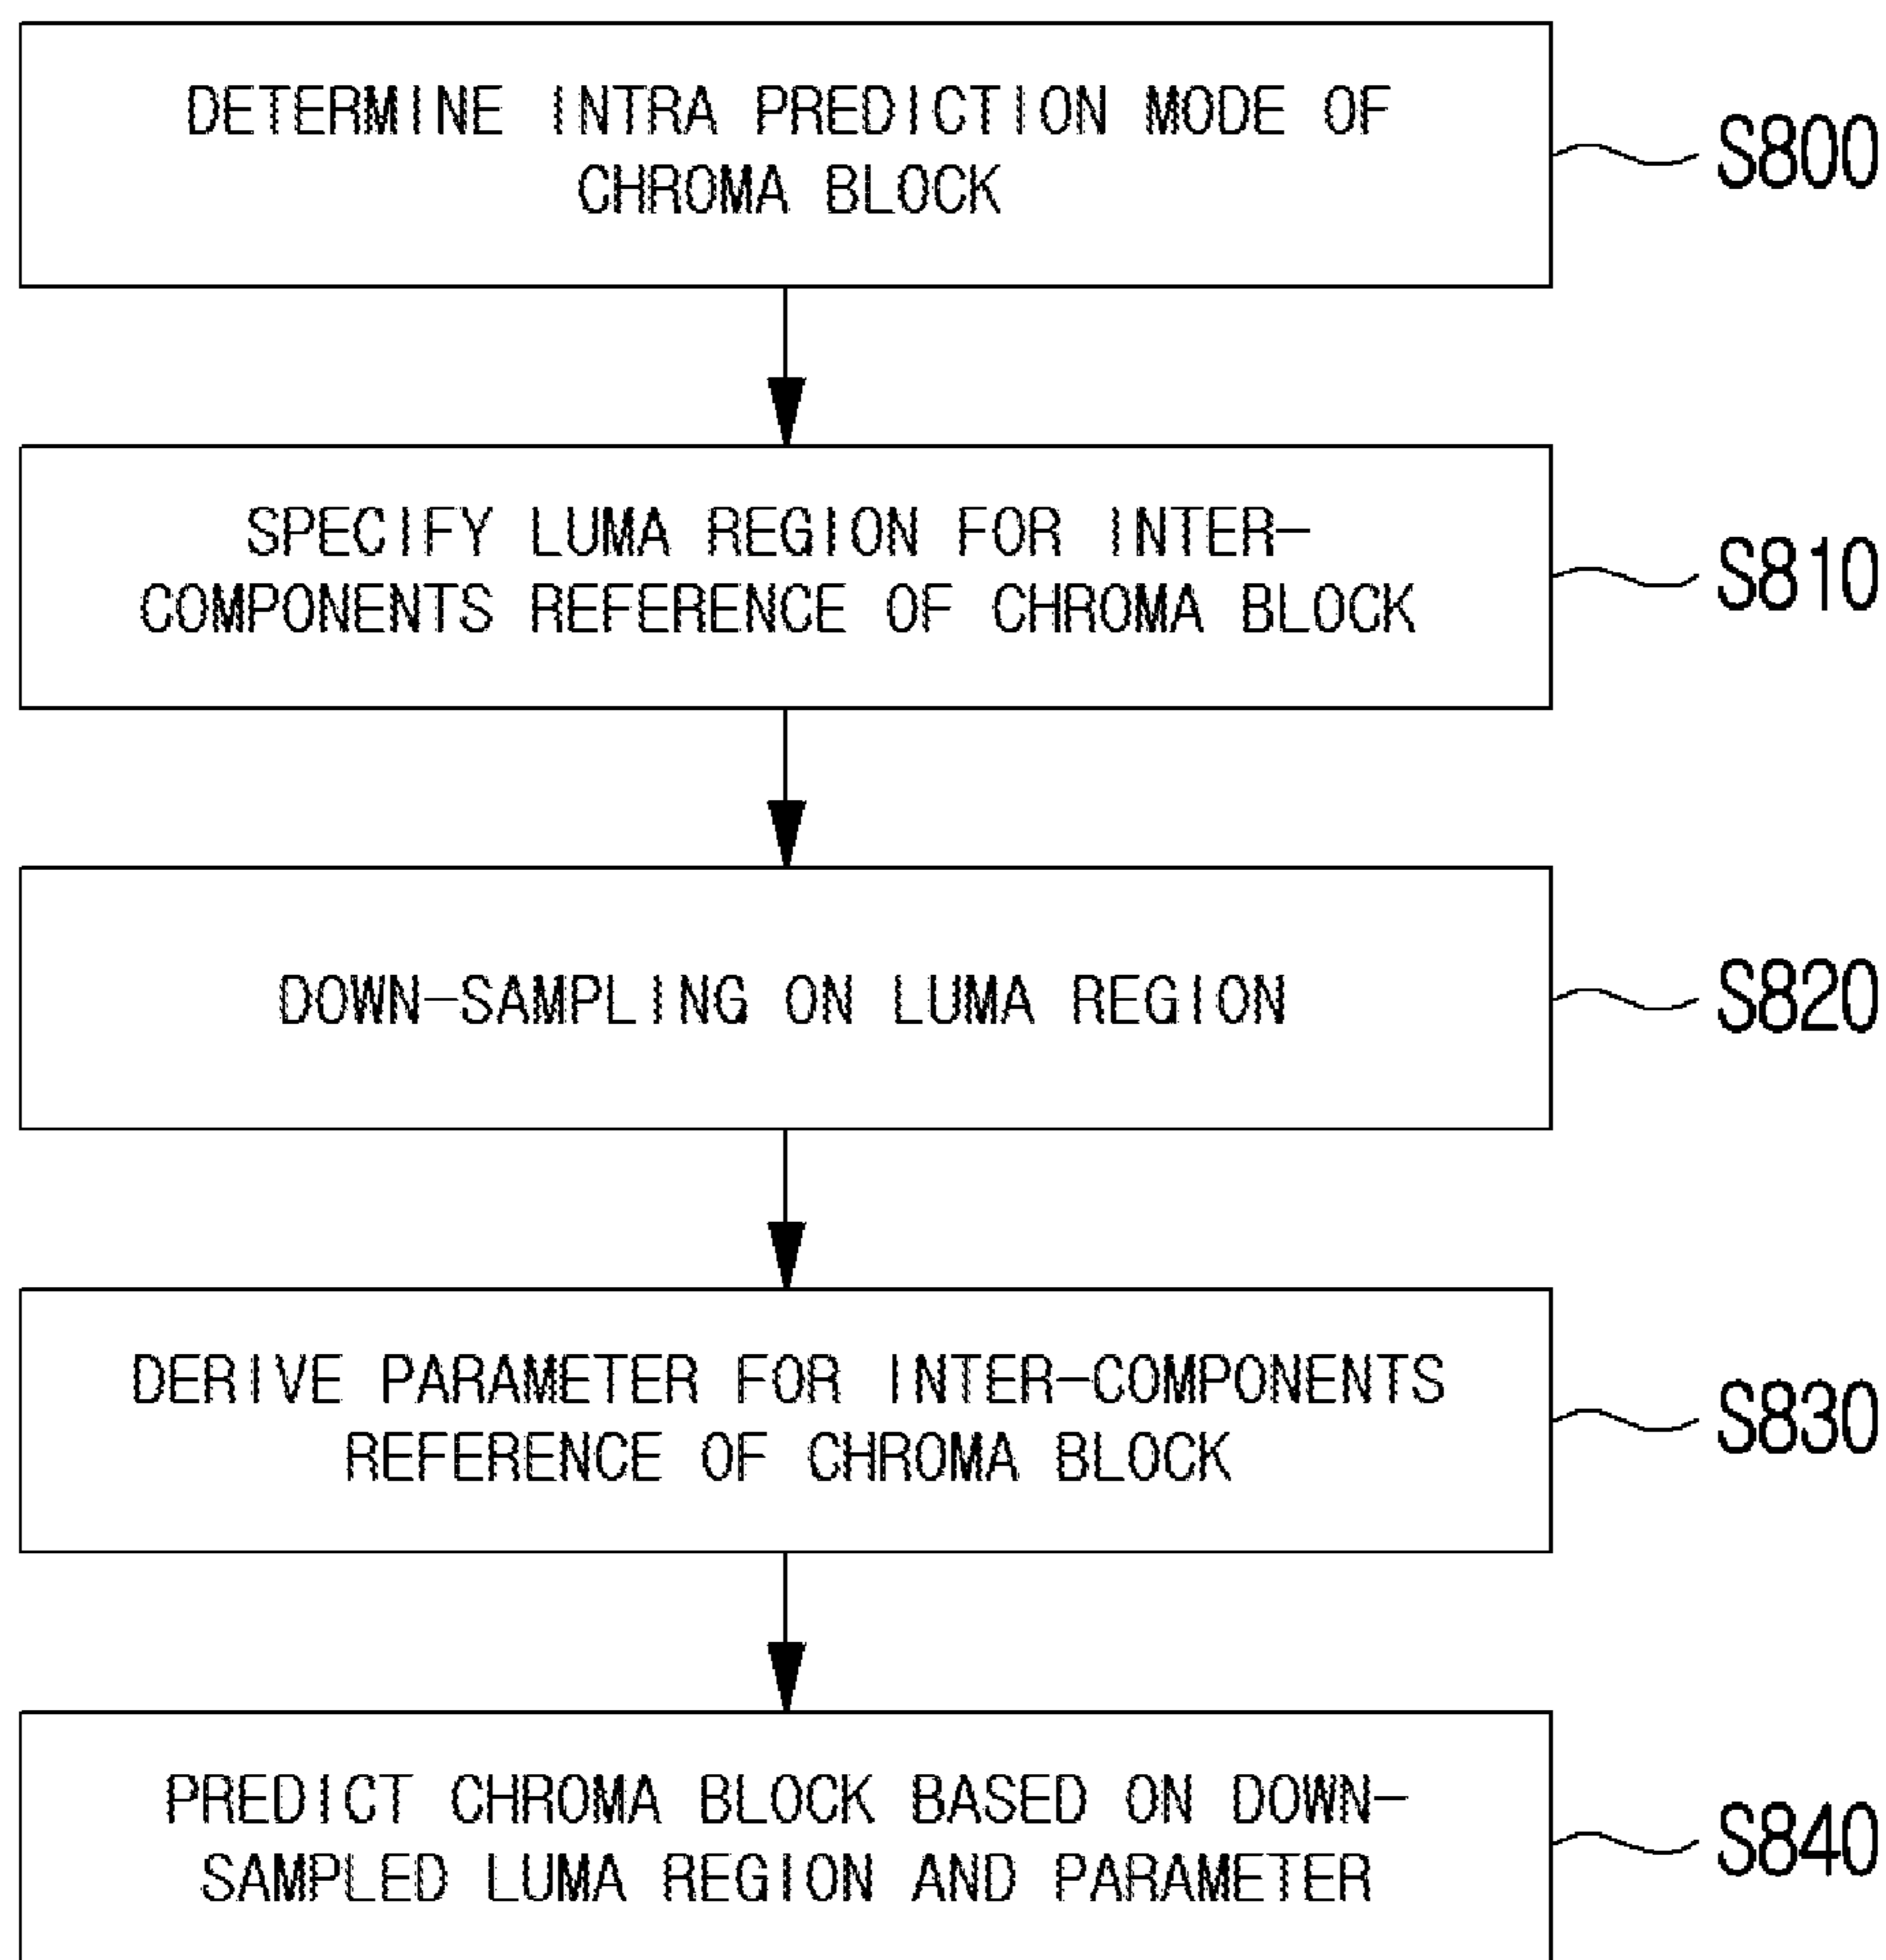 DETERMINE INTRA PREDICTION MODE OF
CHROMA BLOCK
S800
SPECIFY LUMA REGION FOR INTER-
COMPONENTS REFERENCE OF CHROMA BLOCK
S810
DOWN-SAMPLING ON LUMA REGION
S820
DERIVE PARAMETER FOR INTER-COMPONENTS
REFERENCE OF CHROMA BLOCK
S830
PREDICT CHROMA BLOCK BASED ON DOWN-
SAMPLED LUMA REGION AND PARAMETER
S840